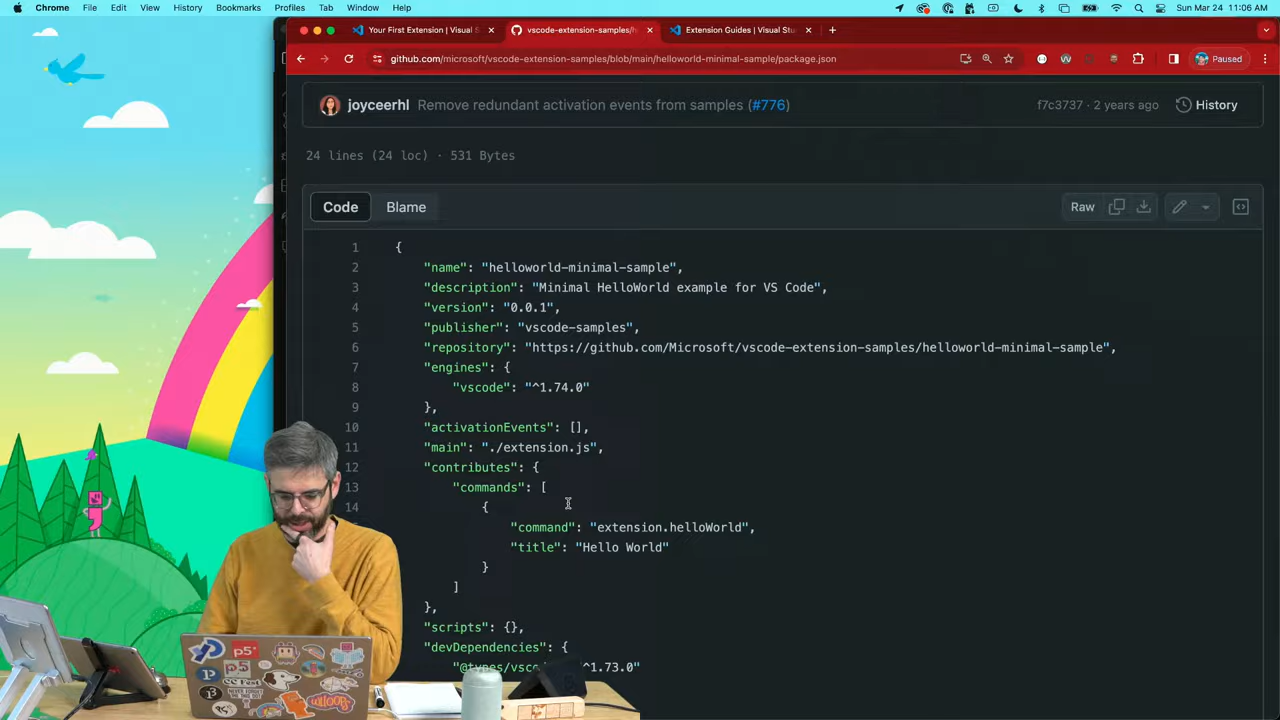 Chrome File Edit View History Bookmarks Profiles Tab Window Help Sun Mar 24 11:06 AM
Your First Extension | Visual S vscode-extension-samples/h Extension Guides | Visual Stu
github.com/microsoft/vscode-extension-samples/blob/main/helloworld-minimal-sample/package.json Paused
joyceerhl Remove redundant activation events from samples (#776) f7c3737 · 2 years ago History
24 lines (24 loc) · 531 Bytes
Code Blame Raw
1 {
2 "name": "helloworld-minimal-sample",
3 "description": "Minimal HelloWorld example for VS Code",
4 "version": "0.0.1",
5 "publisher": "vscode-samples",
6 "repository": "https://github.com/Microsoft/vscode-extension-samples/helloworld-minimal-sample",
7 "engines": {
8 "vscode": "^1.74.0"
9 },
10 "activationEvents": [],
11 "main": "./extension.js",
12 "contributes": {
13 "commands": [
14 {
"command": "extension.helloWorld",
"title": "Hello World"
}
]
},
"scripts": {},
"devDependencies": {
"@types/vsc ^1.73.0"
p5*
p5